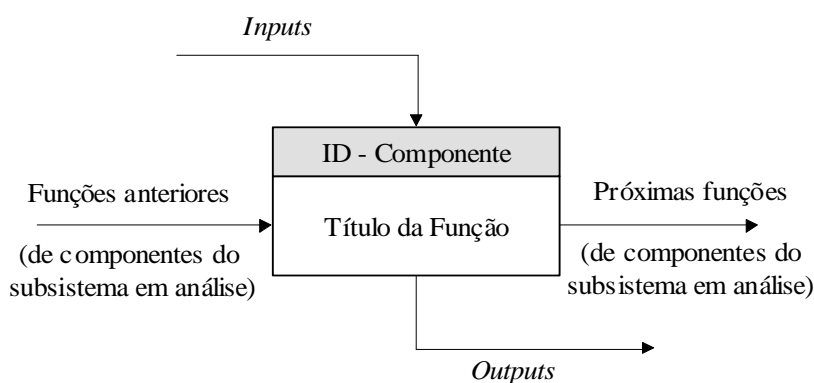 Inputs
ID - Componente
Funções anteriores
Próximas funções
Título da Função
(de componentes do
subsistema em análise)
(de componentes do
subsistema em análise)
Outputs